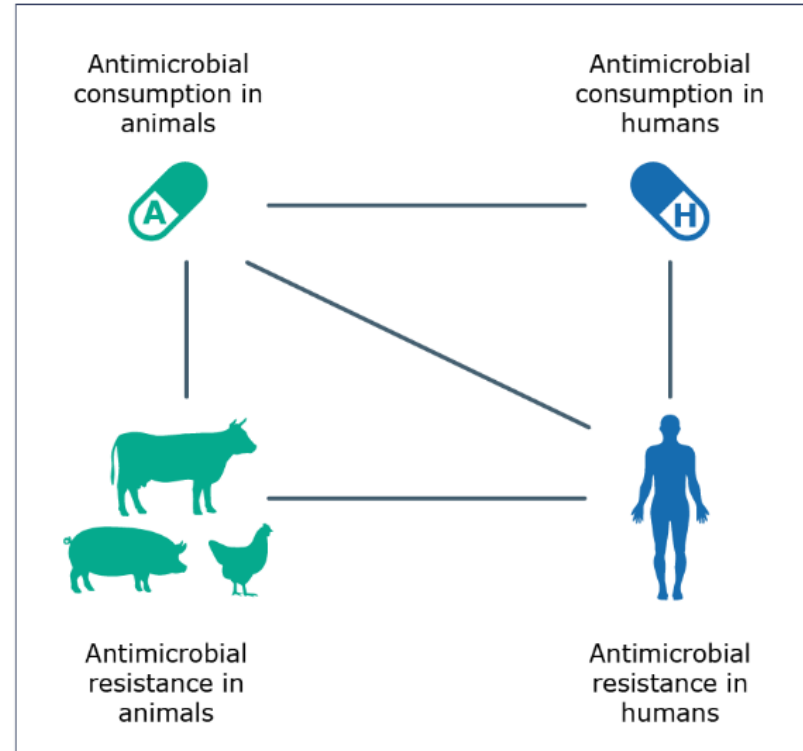 Antimicrobial
consumption in
animals
Antimicrobial
consumption in
humans
A
H
Antimicrobial
resistance in
animals
Antimicrobial
resistance in
humans